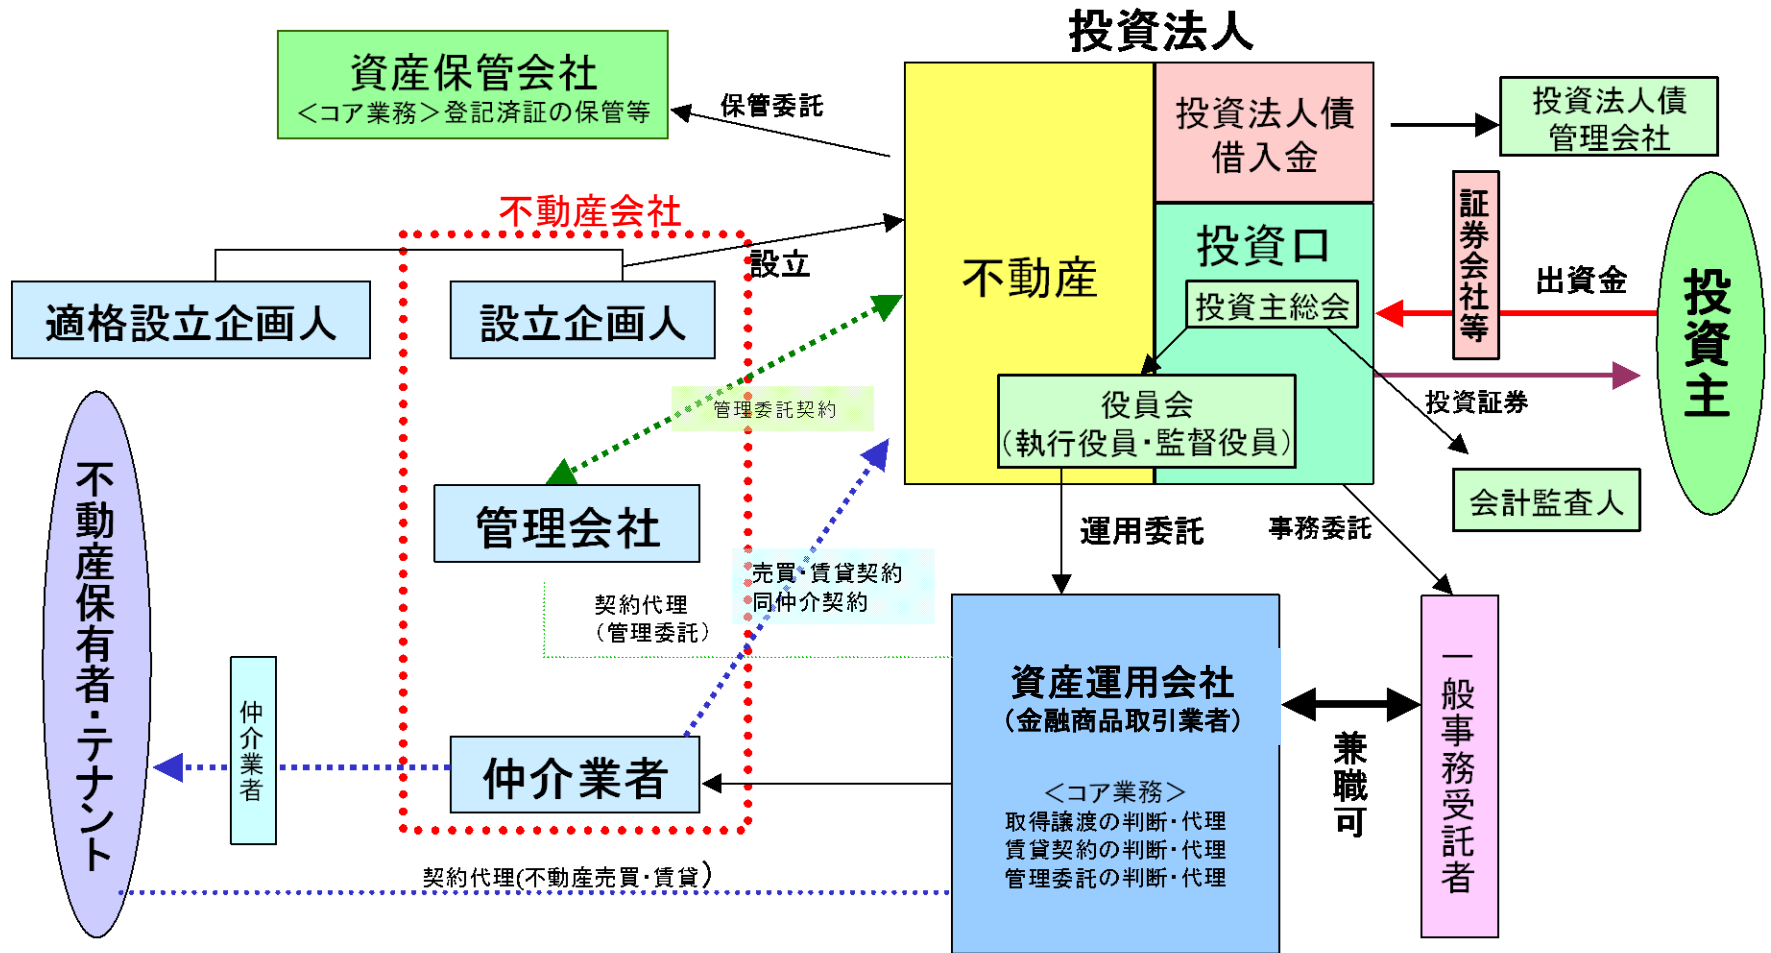 投資法人
資産保管会社
＜コア業務＞登記済証の保管等
保管委託
投資法人債
借入金
投資法人債
管理会社
不動産会社
設立
適格設立企画人
設立企画人
不動産
投資口
投資主総会
役員会
（執行役員・監督役員）
証券会社等
出資金
投資主
投資証券
会計監査人
管理委託契約
管理会社
売買・賃貸契約
同仲介契約
契約代理
（管理委託）
運用委託
事務委託
不動産保有者・テナント
仲介業者
仲介業者
資産運用会社
（金融商品取引業者）
＜コア業務＞
取得譲渡の判断・代理
賃貸契約の判断・代理
管理委託の判断・代理
兼職可
一般事務受託者
契約代理(不動産売買・賃貸）